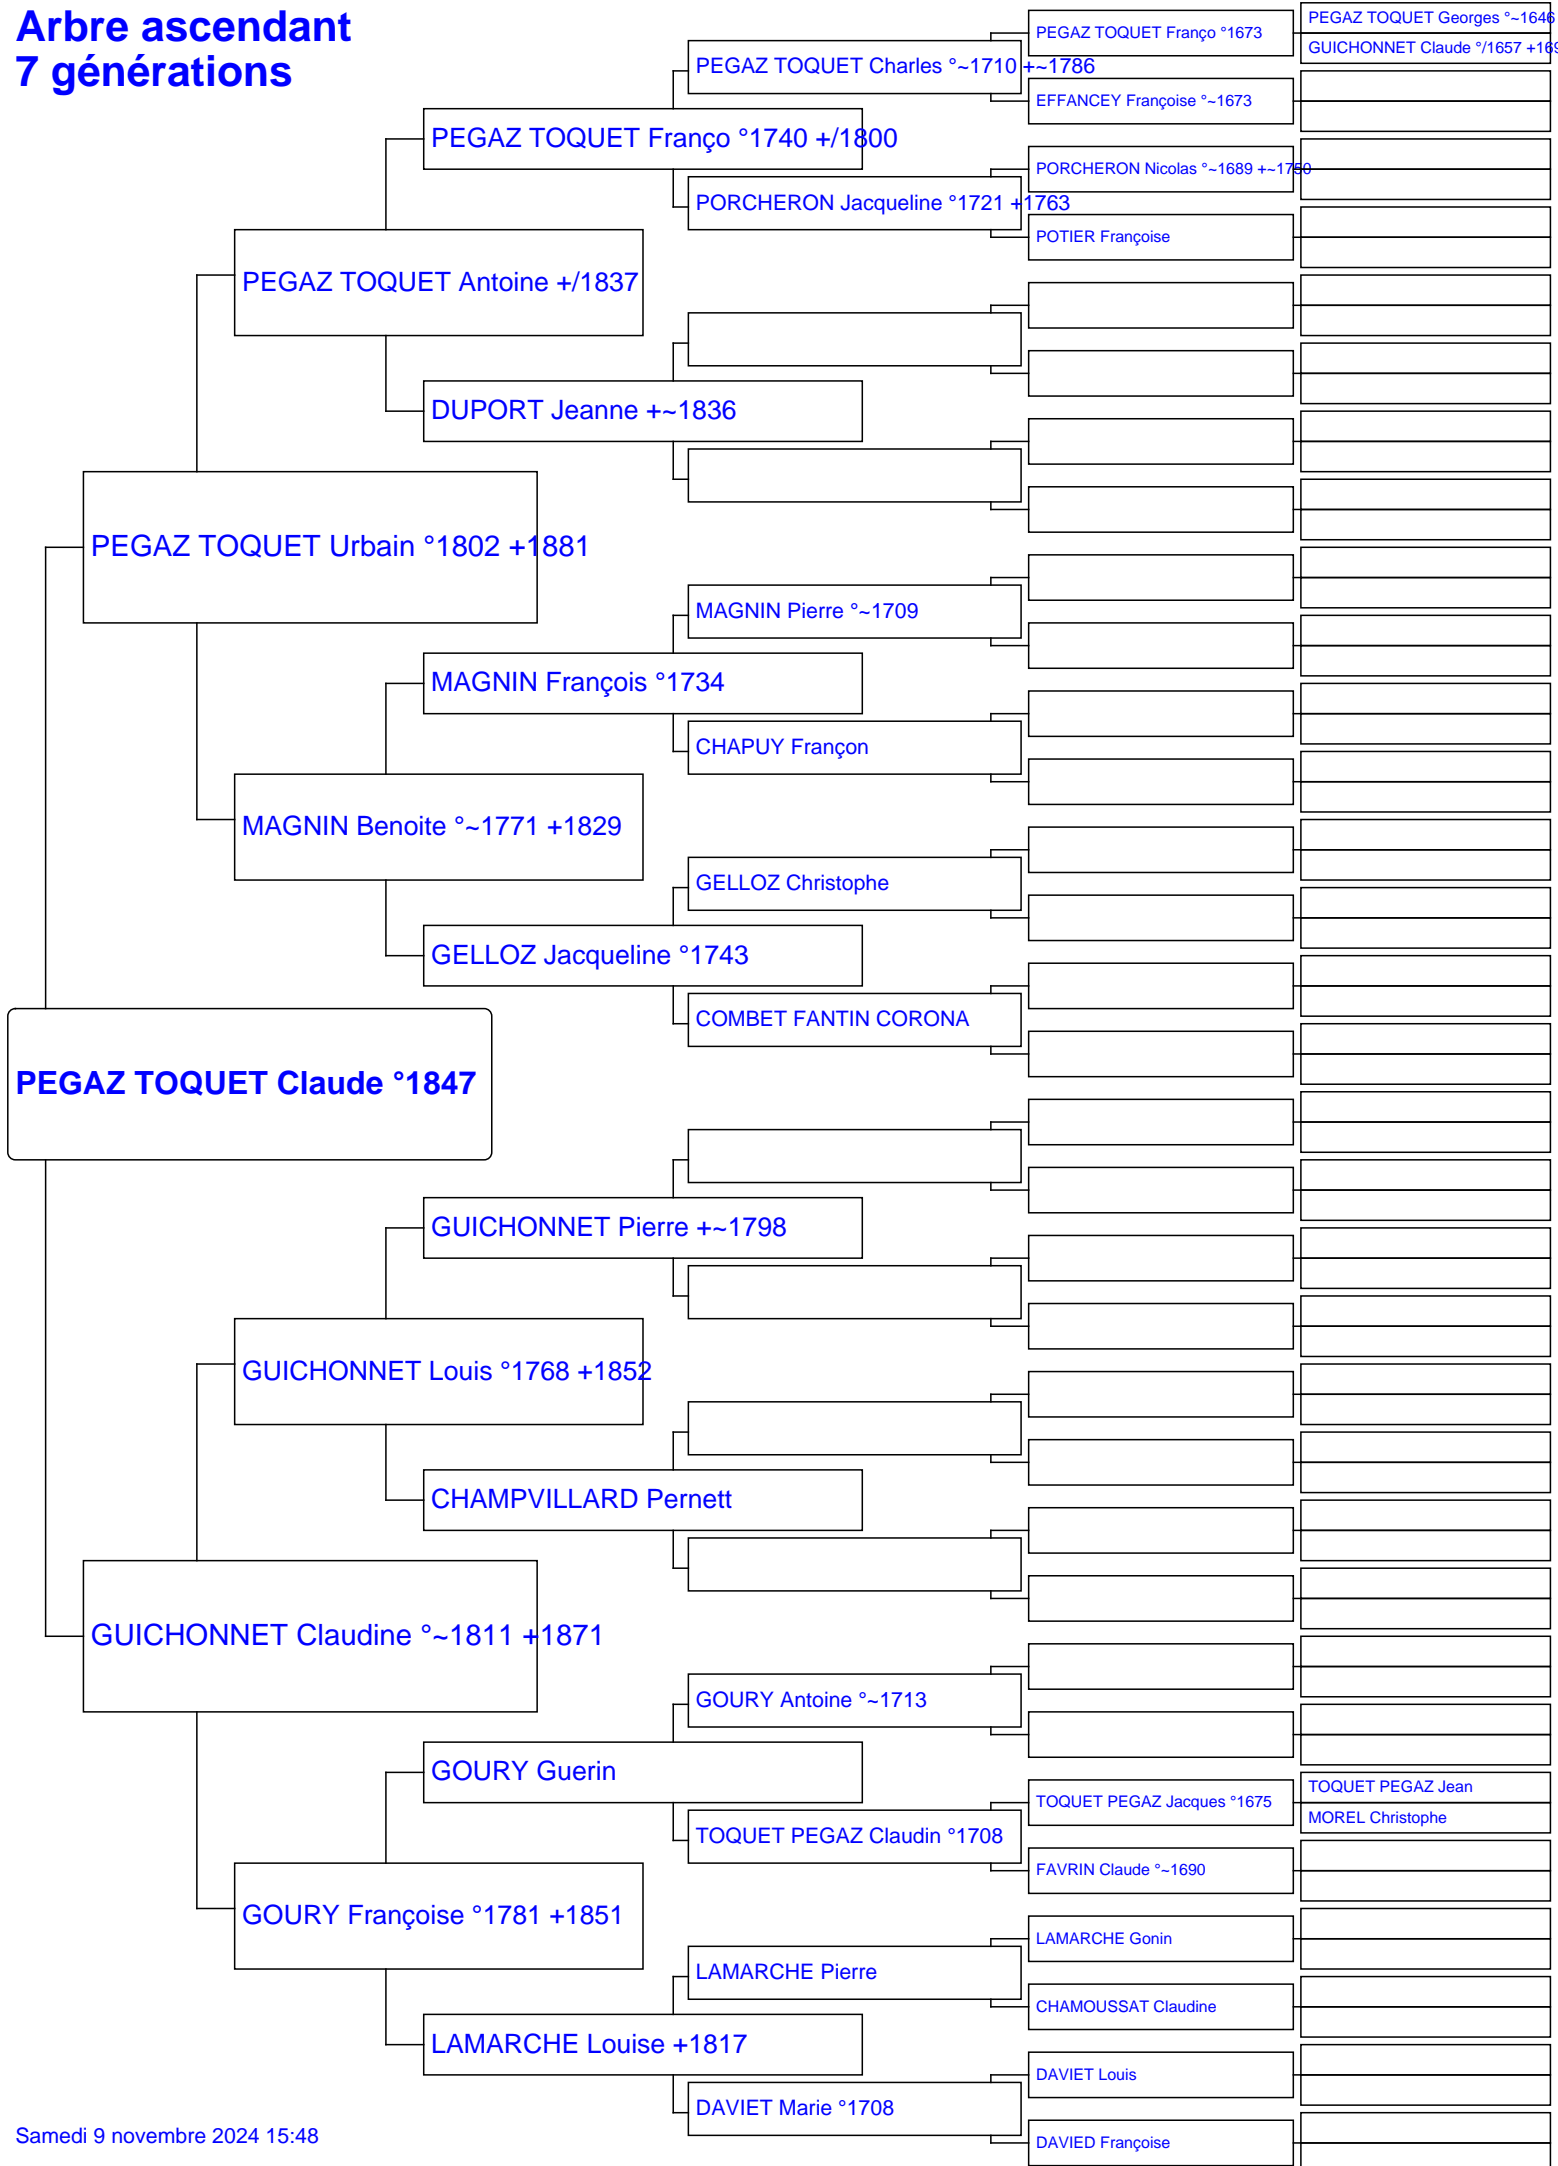 Arbre ascendant
7 générations
PEGAZ TOQUET Georges °~1646
PEGAZ TOQUET Franço °1673
GUICHONNET Claude °/1657 +169
PEGAZ TOQUET Charles °~1710 +~1786
EFFANCEY Françoise °~1673
PEGAZ TOQUET Franço °1740 +/1800
PORCHERON Nicolas °~1689 +~1750
PORCHERON Jacqueline °1721 +1763
POTIER Françoise
PEGAZ TOQUET Antoine +/1837
DUPORT Jeanne +~1836
PEGAZ TOQUET Urbain °1802 +1881
MAGNIN Pierre °~1709
MAGNIN François °1734
CHAPUY Françon
MAGNIN Benoite °~1771 +1829
GELLOZ Christophe
GELLOZ Jacqueline °1743
COMBET FANTIN CORONA
PEGAZ TOQUET Claude °1847
GUICHONNET Pierre +~1798
GUICHONNET Louis °1768 +1852
CHAMPVILLARD Pernett
GUICHONNET Claudine °~1811 +1871
GOURY Antoine °~1713
GOURY Guerin
TOQUET PEGAZ Jean
TOQUET PEGAZ Jacques °1675
MOREL Christophe
TOQUET PEGAZ Claudin °1708
FAVRIN Claude °~1690
GOURY Françoise °1781 +1851
LAMARCHE Gonin
LAMARCHE Pierre
CHAMOUSSAT Claudine
LAMARCHE Louise +1817
DAVIET Louis
DAVIET Marie °1708
DAVIED Françoise
Samedi 9 novembre 2024 15:48